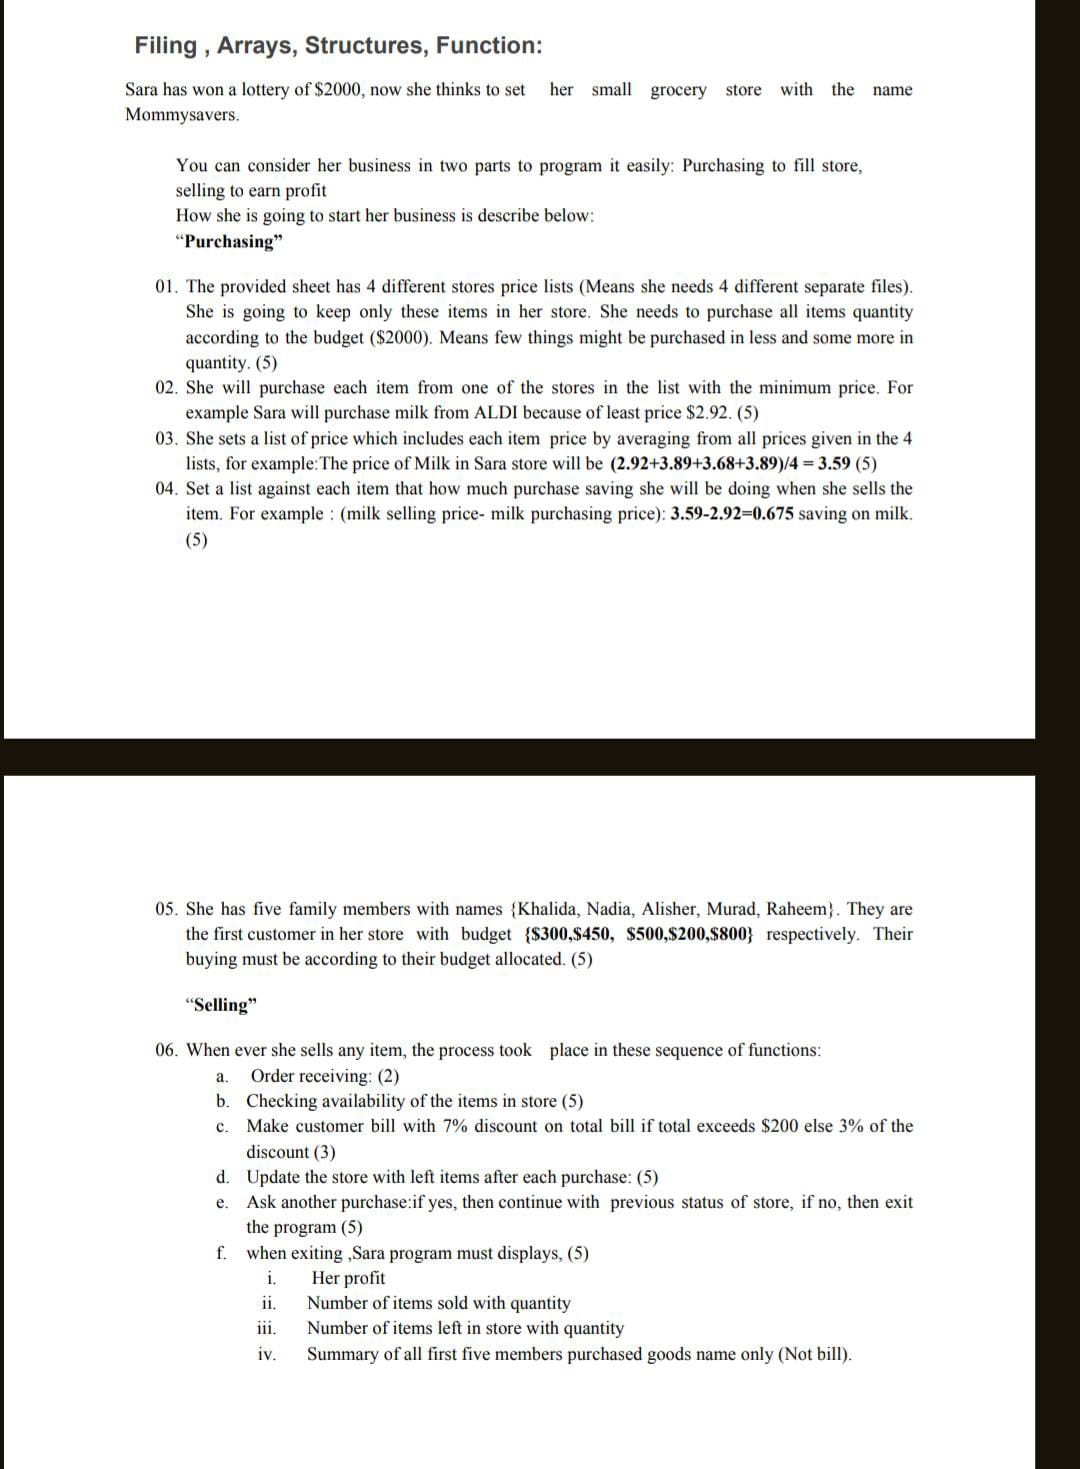 Filing , Arrays, Structures, Function:
Sara has won a lottery of $2000, now she thinks to set her small grocery store with the name
Mommysavers.
You can consider her business in two parts to program it easily: Purchasing to fill store,
selling to earn profit
How she is going to start her business is describe below:
“Purchasing”
01. The provided sheet has 4 different stores price lists (Means she needs 4 different separate files).
She is going to keep only these items in her store. She needs to purchase all items quantity
according to the budget ($2000). Means few things might be purchased in less and some more in
quantity. (5)
02. She will purchase each item from one of the stores in the list with the minimum price. For
example Sara will purchase milk from ALDI because of least price $2.92. (5)
03. She sets a list of price which includes each item price by averaging from all prices given in the 4
lists, for example:The price of Milk in Sara store will be (2.92+3.89+3.68+3.89)/4 = 3.59 (5)
04. Set a list against each item that how much purchase saving she will be doing when she sells the
item. For example : (milk selling price- milk purchasing price): 3.59-2.92=0.675 saving on milk.
(5)
05. She has five family members with names {Khalida, Nadia, Alisher, Murad, Raheem}. They are
the first customer in her store with budget {$300,$450, $500,$200,$800} respectively. Their
buying must be according to their budget allocated. (5)
“Selling”
06. When ever she sells any item, the process took place in these sequence of functions:
a. Order receiving: (2)
b. Checking availability of the items in store (5)
c. Make customer bill with 7% discount on total bill if total exceeds $200 else 3% of the
discount (3)
d. Update the store with left items after each purchase: (5)
e. Ask another purchase:if yes, then continue with previous status of store, if no, then exit
the program (5)
f. when exiting ,Sara program must displays, (5)
i. Her profit
ii. Number of items sold with quantity
iii. Number of items left in store with quantity
iv. Summary of all first five members purchased goods name only (Not bill).